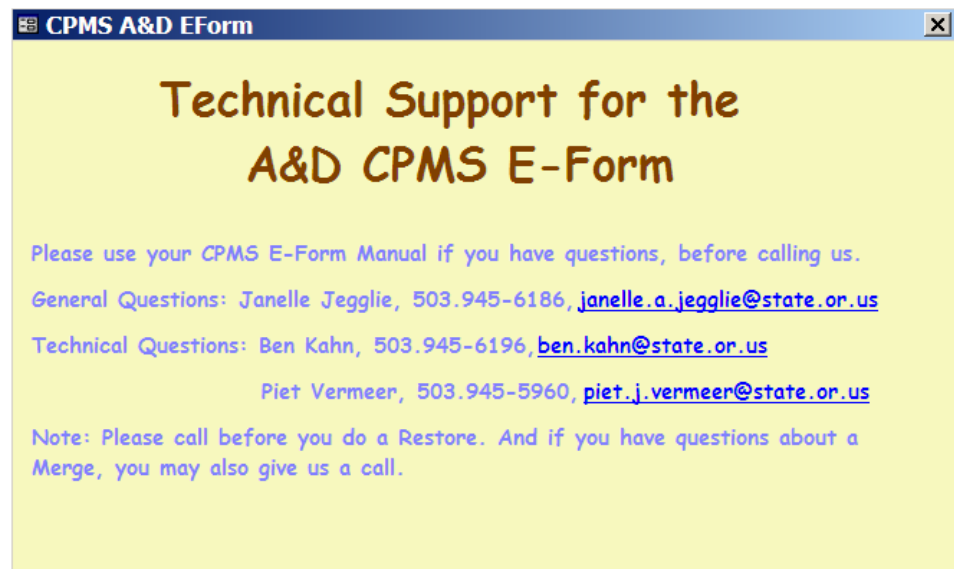 CPMS A&D EForm
Technical Support for the
A&D CPMS E-Form
Please use your CPMS E-Form Manual if you have questions, before calling us.
General Questions: Janelle Jegglie, 503.945-6186, janelle.a.jegglie@state.or.us
Technical Questions: Ben Kahn, 503.945-6196, ben.kahn@state.or.us
Piet Vermeer, 503.945-5960, piet.j.vermeer@state.or.us
Note: Please call before you do a Restore. And if you have questions about a
Merge, you may also give us a call.